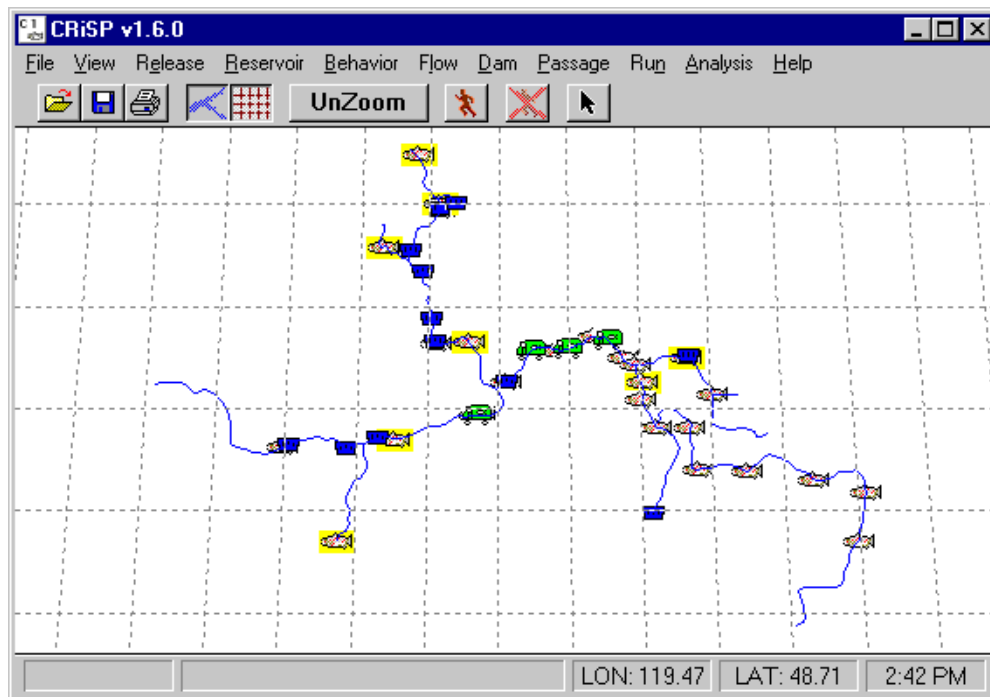 C 1
CRiSP v1.6.0
File View Release Reservoir Behavior Flow Dam Passage Run Analysis Help
UnZoom
LON: 119.47 LAT: 48.71 2:42 PM